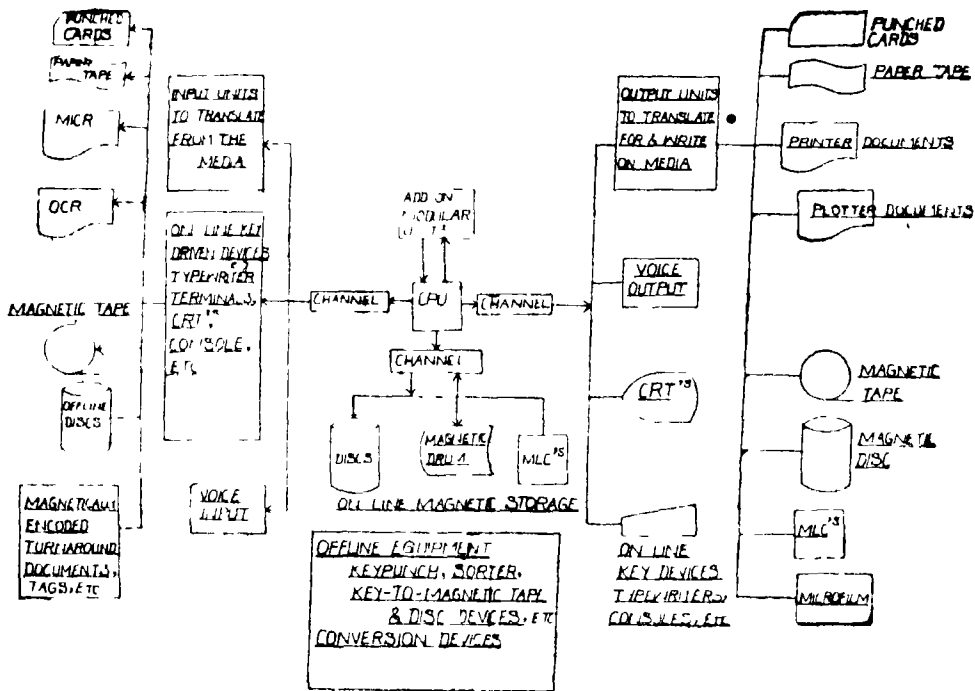 PUNCHED
CARDS
PAPER
TAPE
MICR
OCR
MAGNETIC TAPE
OFFLINE
DISCS
ENCODED
TURNAROUND
DOCUMENTS,
TAGS, ETC
INPUT UNITS
TO TRANSLATE
FROM THE
MEDIA
ON LINE KEY
DRIVEN DEVICES
TYPEWRITER
TERMINALS,
CRT'S,
CONSOLE,
ETC
VOICE
INPUT
CHANNEL
ADD ON
MODULAR
CPU
CHANNEL
CHANNEL
DISCS
MAGNETIC
DRUM
MLC'S
ON LINE MAGNETIC STORAGE
OFFLINE EQUIPMENT
KEYPUNCH, SORTER,
KEY-TO-MAGNETIC TAPE
& DISC DEVICES, ETC
CONVERSION DEVICES
OUTPUT UNITS
TO TRANSLATE
FOR & WRITE
ON MEDIA
VOICE
OUTPUT
CRT'S
ON LINE
KEY DEVICES
TYPEWRITERS,
CONSOLES, ETC
PUNCHED
CARDS
PAPER TAPE
PRINTER DOCUMENTS
PLOTTER DOCUMENTS
MAGNETIC
TAPE
MAGNETIC
DISC
MLC'S
MICROFILM